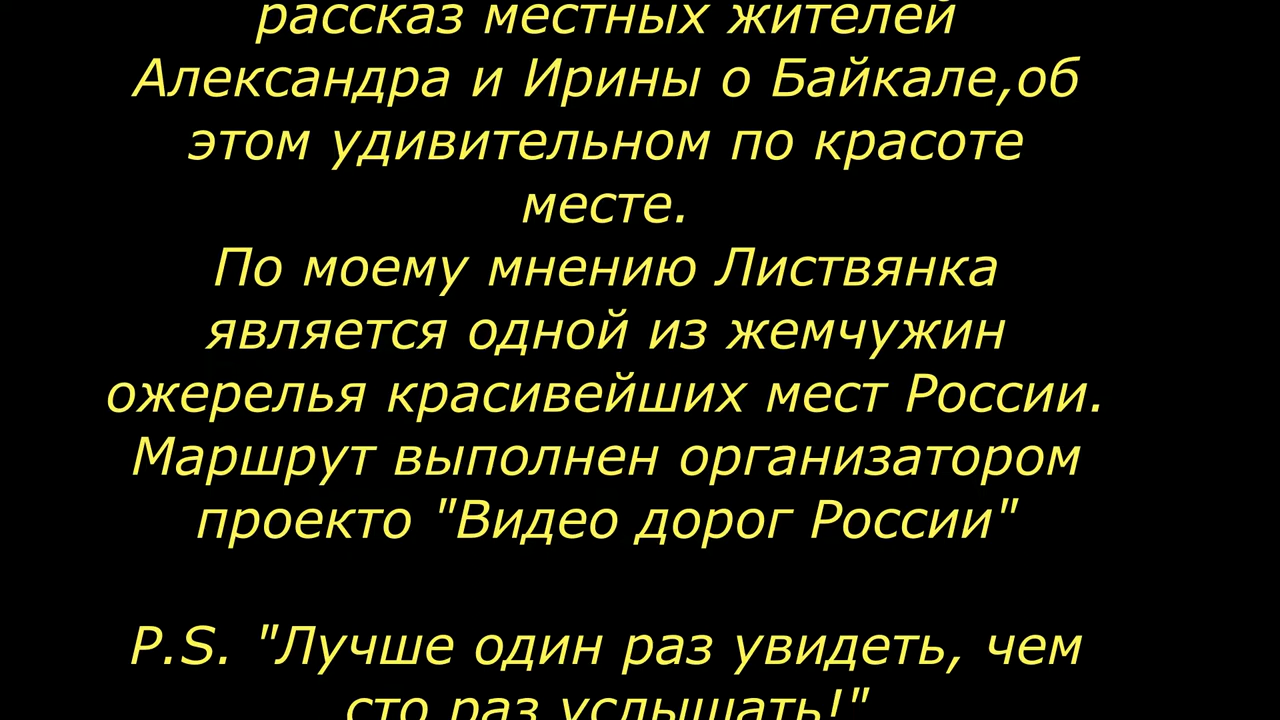 рассказ местных жителей
Александра и Ирины о Байкале,об
этом удивительном по красоте
месте.
По моему мнению Листвянка
является одной из жемчужин
ожерелья красивейших мест России.
Маршрут выполнен организатором
проекто "Видео дорог России"
P.S. "Лучше один раз увидеть, чем
сто раз услышать!"